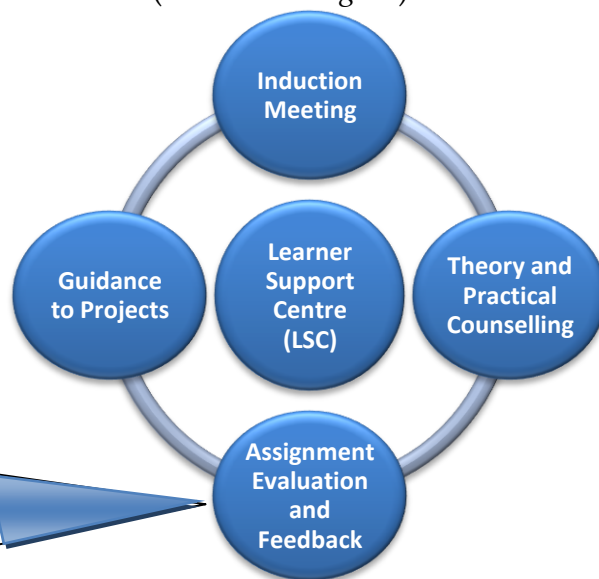 Induction
Meeting
Guidance
to Projects
Learner
Support
Centre
(LSC)
Theory and
Practical
Counselling
Assignment
Evaluation
and
Feedback